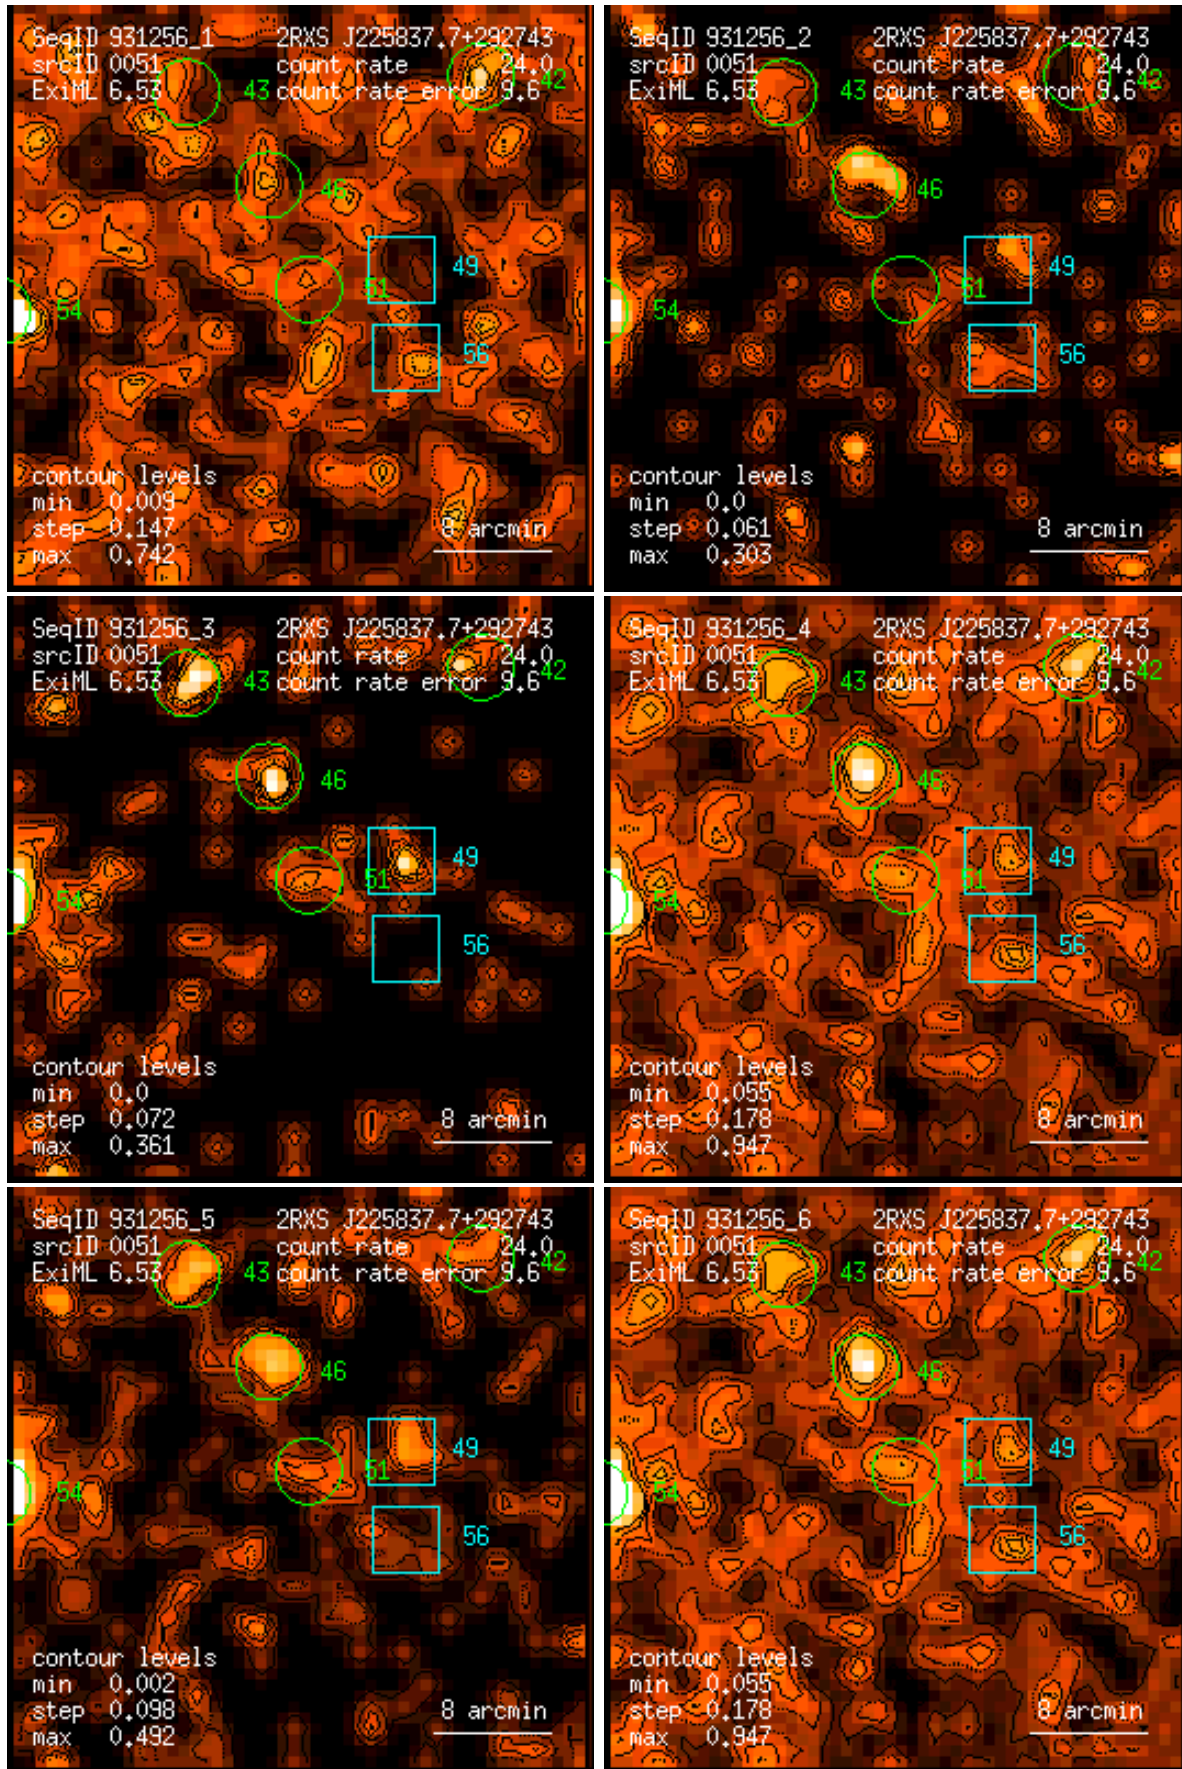 SeqID 931256_1 2RXS J225837.7+292743
srcID 0051 count rate 24.0
ExiML 6.53 count rate error 9.6
42
43
46
49
51
54
56
contour levels
min 0.009
step 0.147
max 0.742
8 arcmin
SeqID 931256_2 2RXS J225837.7+292743
srcID 0051 count rate 24.0
ExiML 6.53 count rate error 9.6
42
43
46
49
51
54
56
contour levels
min 0.0
step 0.061
max 0.303
8 arcmin
SeqID 931256_3 2RXS J225837.7+292743
srcID 0051 count rate 24.0
ExiML 6.53 count rate error 9.6
42
43
46
49
51
54
56
contour levels
min 0.0
step 0.072
max 0.361
8 arcmin
SeqID 931256_4 2RXS J225837.7+292743
srcID 0051 count rate 24.0
ExiML 6.53 count rate error 9.6
42
43
46
49
51
54
56
contour levels
min 0.055
step 0.178
max 0.947
8 arcmin
SeqID 931256_5 2RXS J225837.7+292743
srcID 0051 count rate 24.0
ExiML 6.53 count rate error 9.6
42
43
46
49
51
54
56
contour levels
min 0.002
step 0.098
max 0.492
8 arcmin
SeqID 931256_6 2RXS J225837.7+292743
srcID 0051 count rate 24.0
ExiML 6.53 count rate error 9.6
42
43
46
49
51
54
56
contour levels
min 0.055
step 0.178
max 0.947
8 arcmin